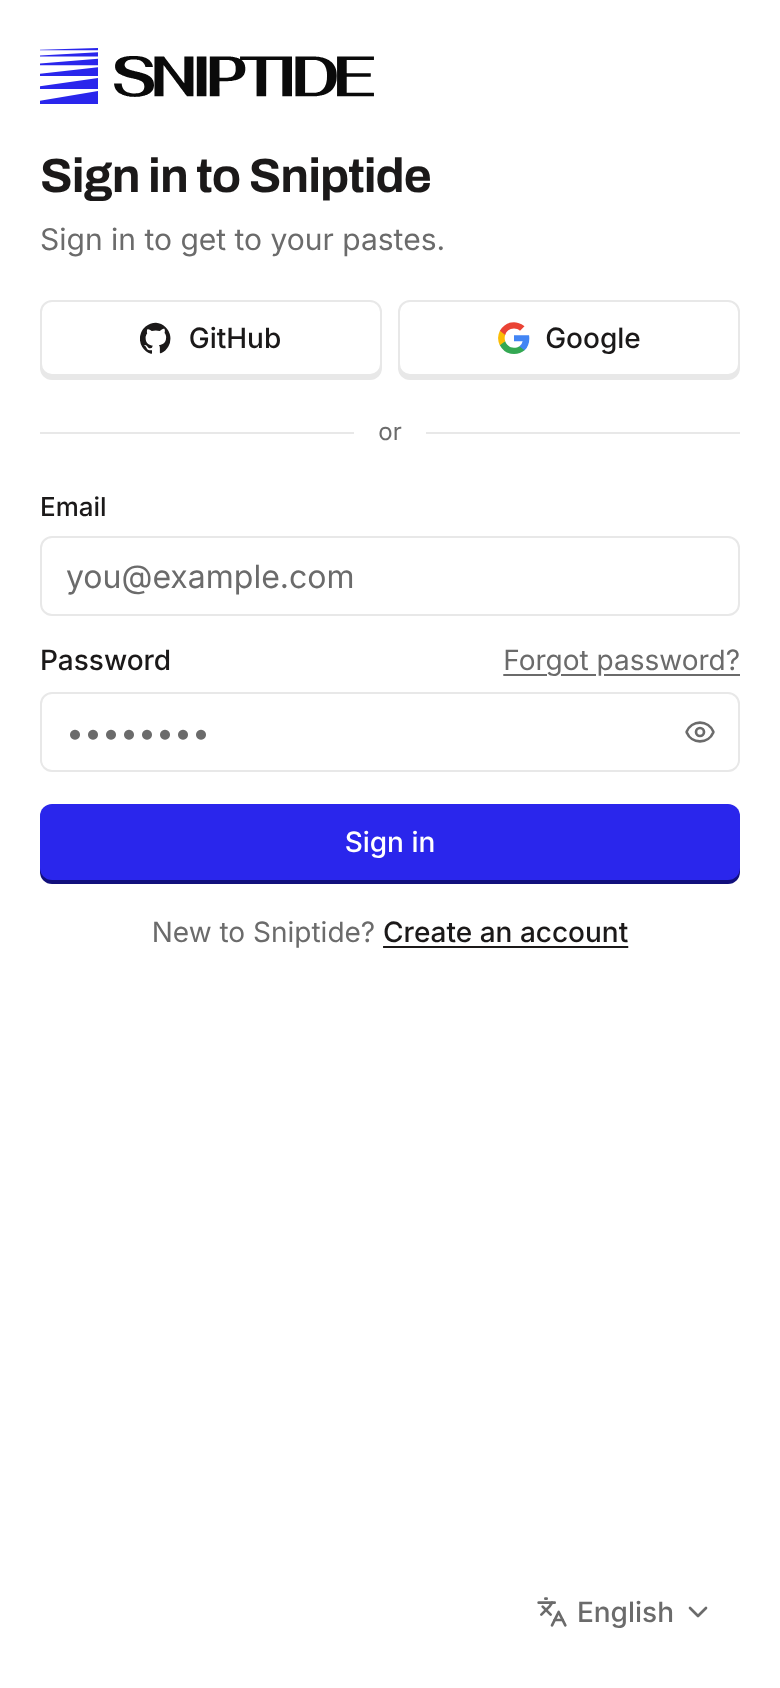 SNIPTIDE
Sign in to Sniptide
Sign in to get to your pastes.
GitHub
Google
or
Email
you@example.com
Password
Forgot password?
••••••••
Sign in
New to Sniptide? Create an account
English